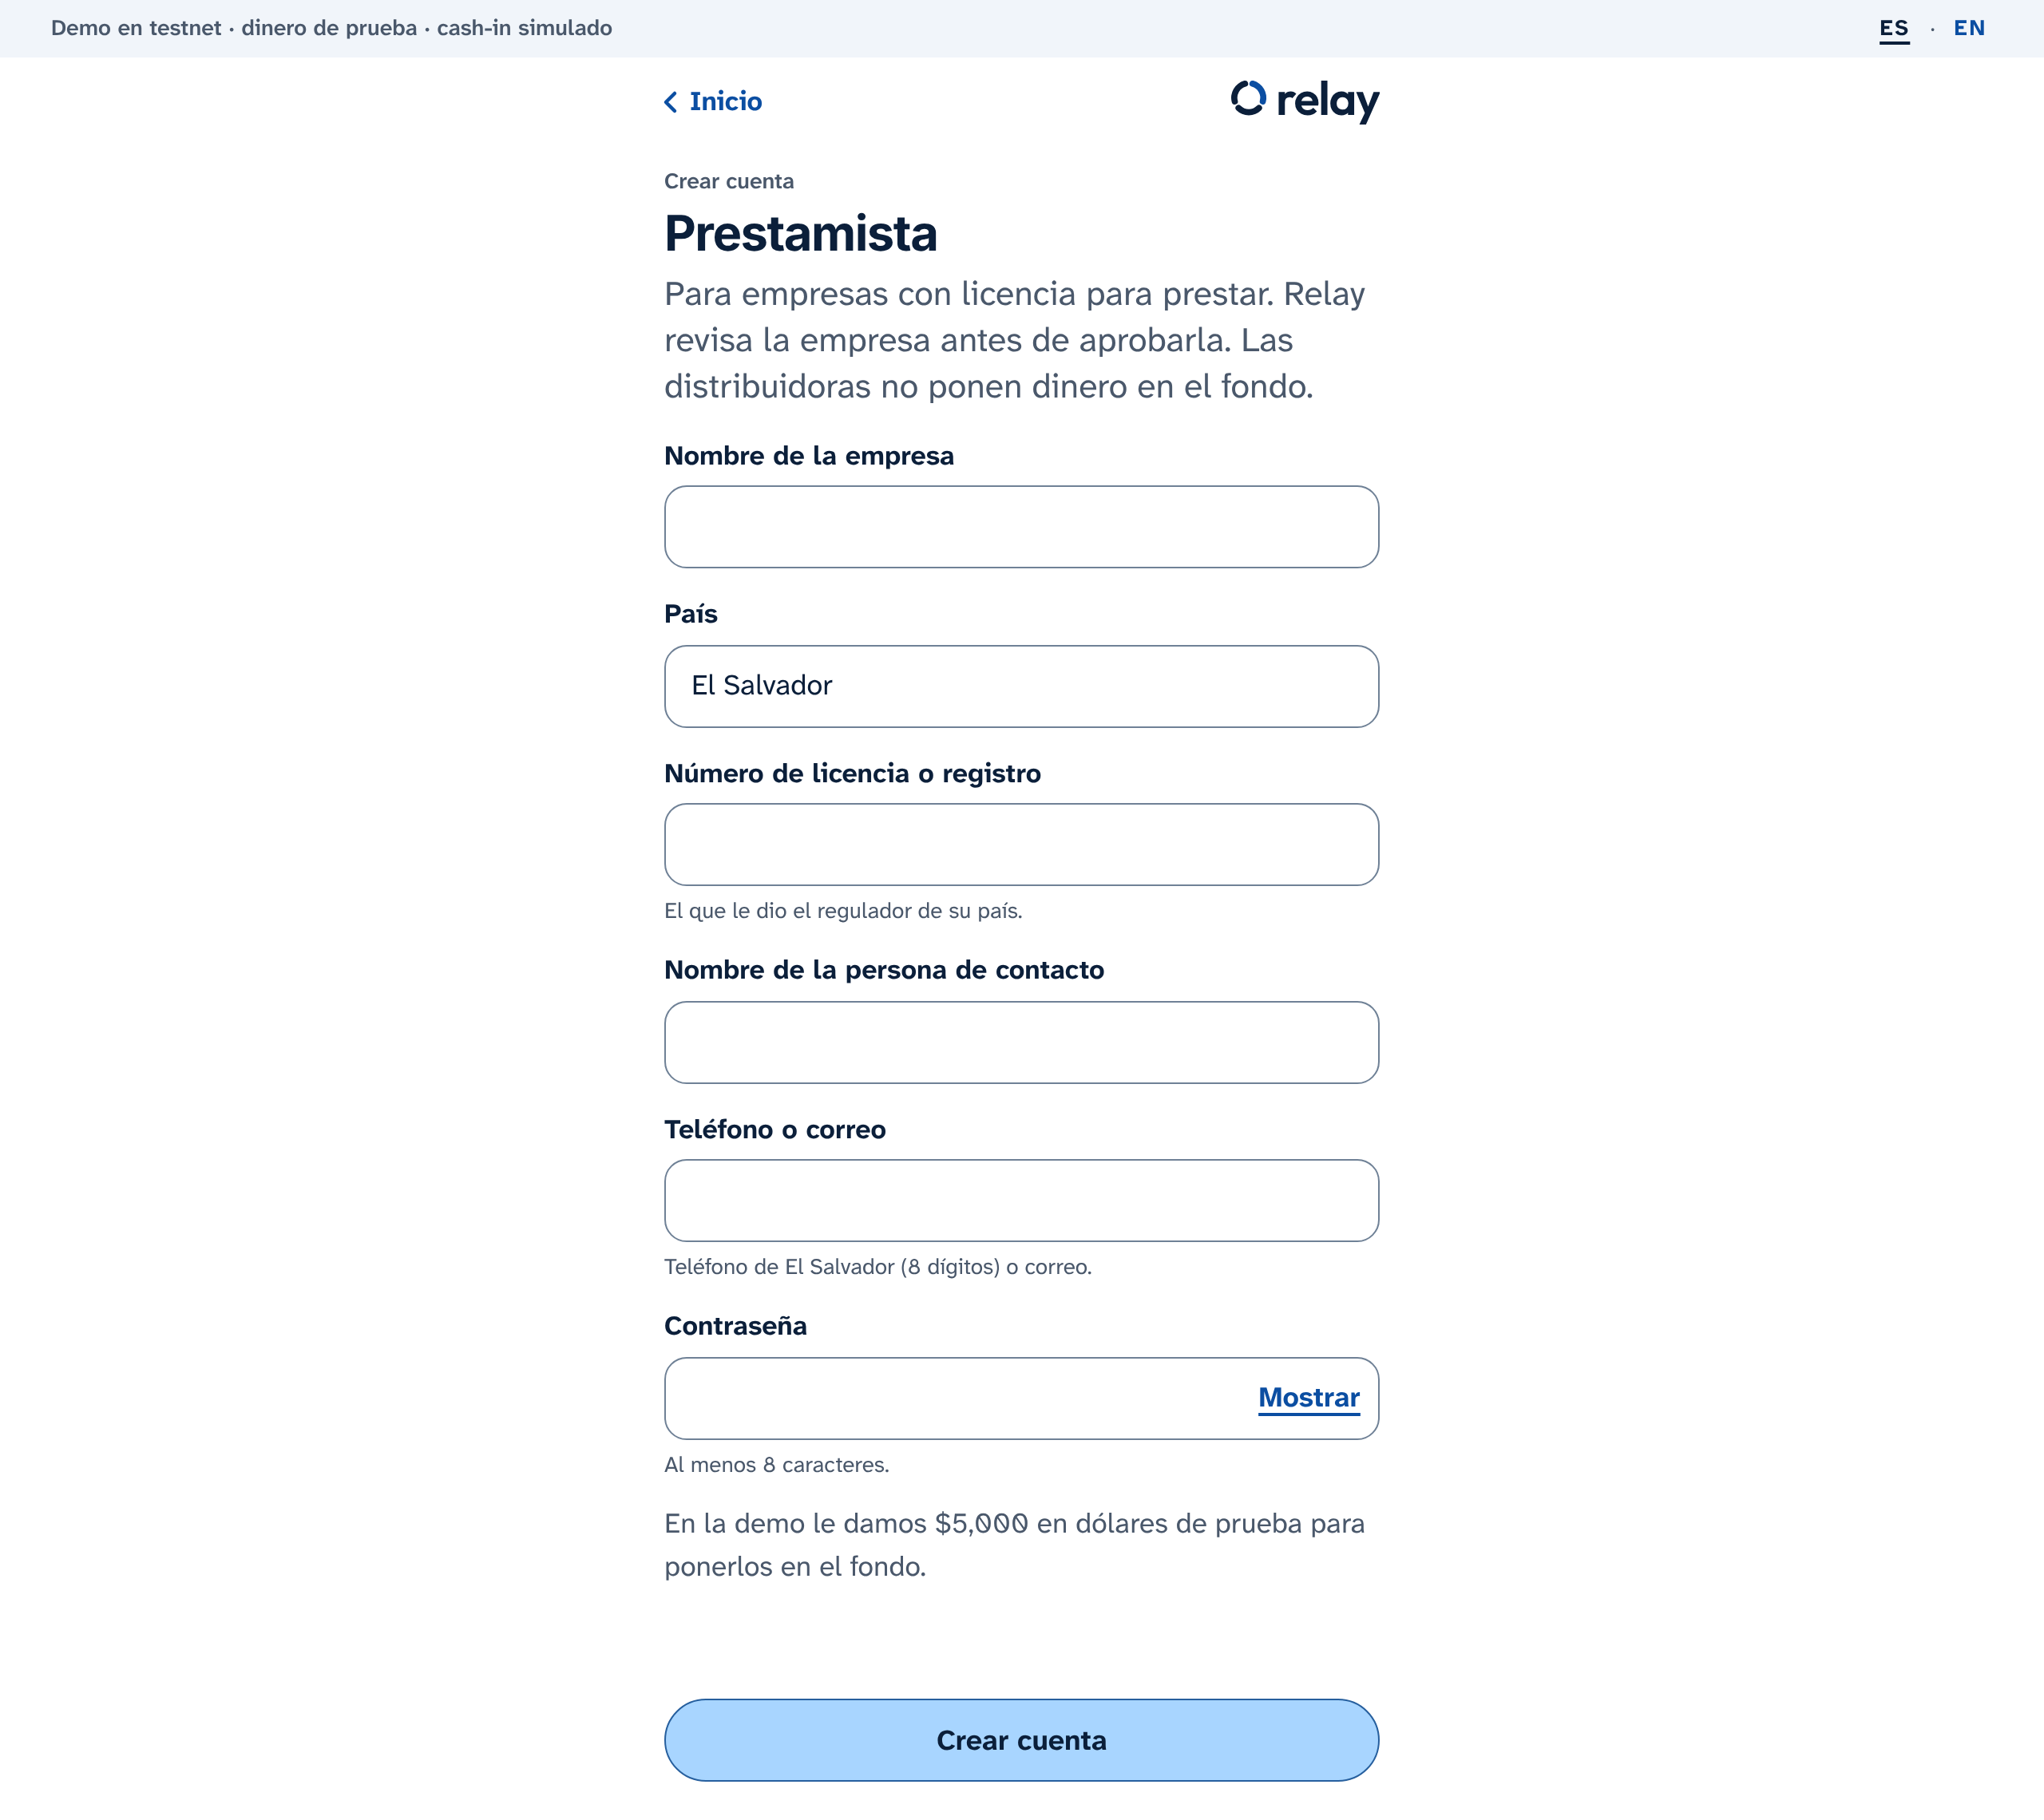 Demo en testnet · dinero de prueba · cash-in simulado
ES · EN
Inicio
relay
Crear cuenta
Prestamista
Para empresas con licencia para prestar. Relay
revisa la empresa antes de aprobarla. Las
distribuidoras no ponen dinero en el fondo.
Nombre de la empresa
País
El Salvador
Número de licencia o registro
El que le dio el regulador de su país.
Nombre de la persona de contacto
Teléfono o correo
Teléfono de El Salvador (8 dígitos) o correo.
Contraseña
Mostrar
Al menos 8 caracteres.
En la demo le damos $5,000 en dólares de prueba para
ponerlos en el fondo.
Crear cuenta